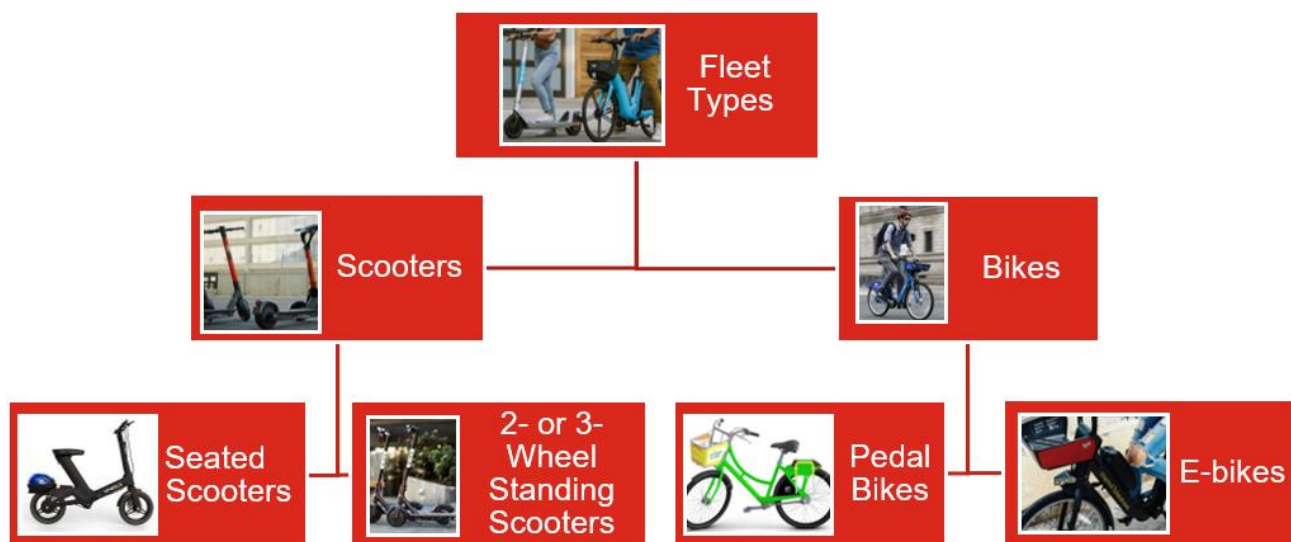 Fleet
Types
Scooters
Bikes
Seated
Scooters
2- or 3-
Wheel
Standing
Scooters
Pedal
Bikes
E-bikes